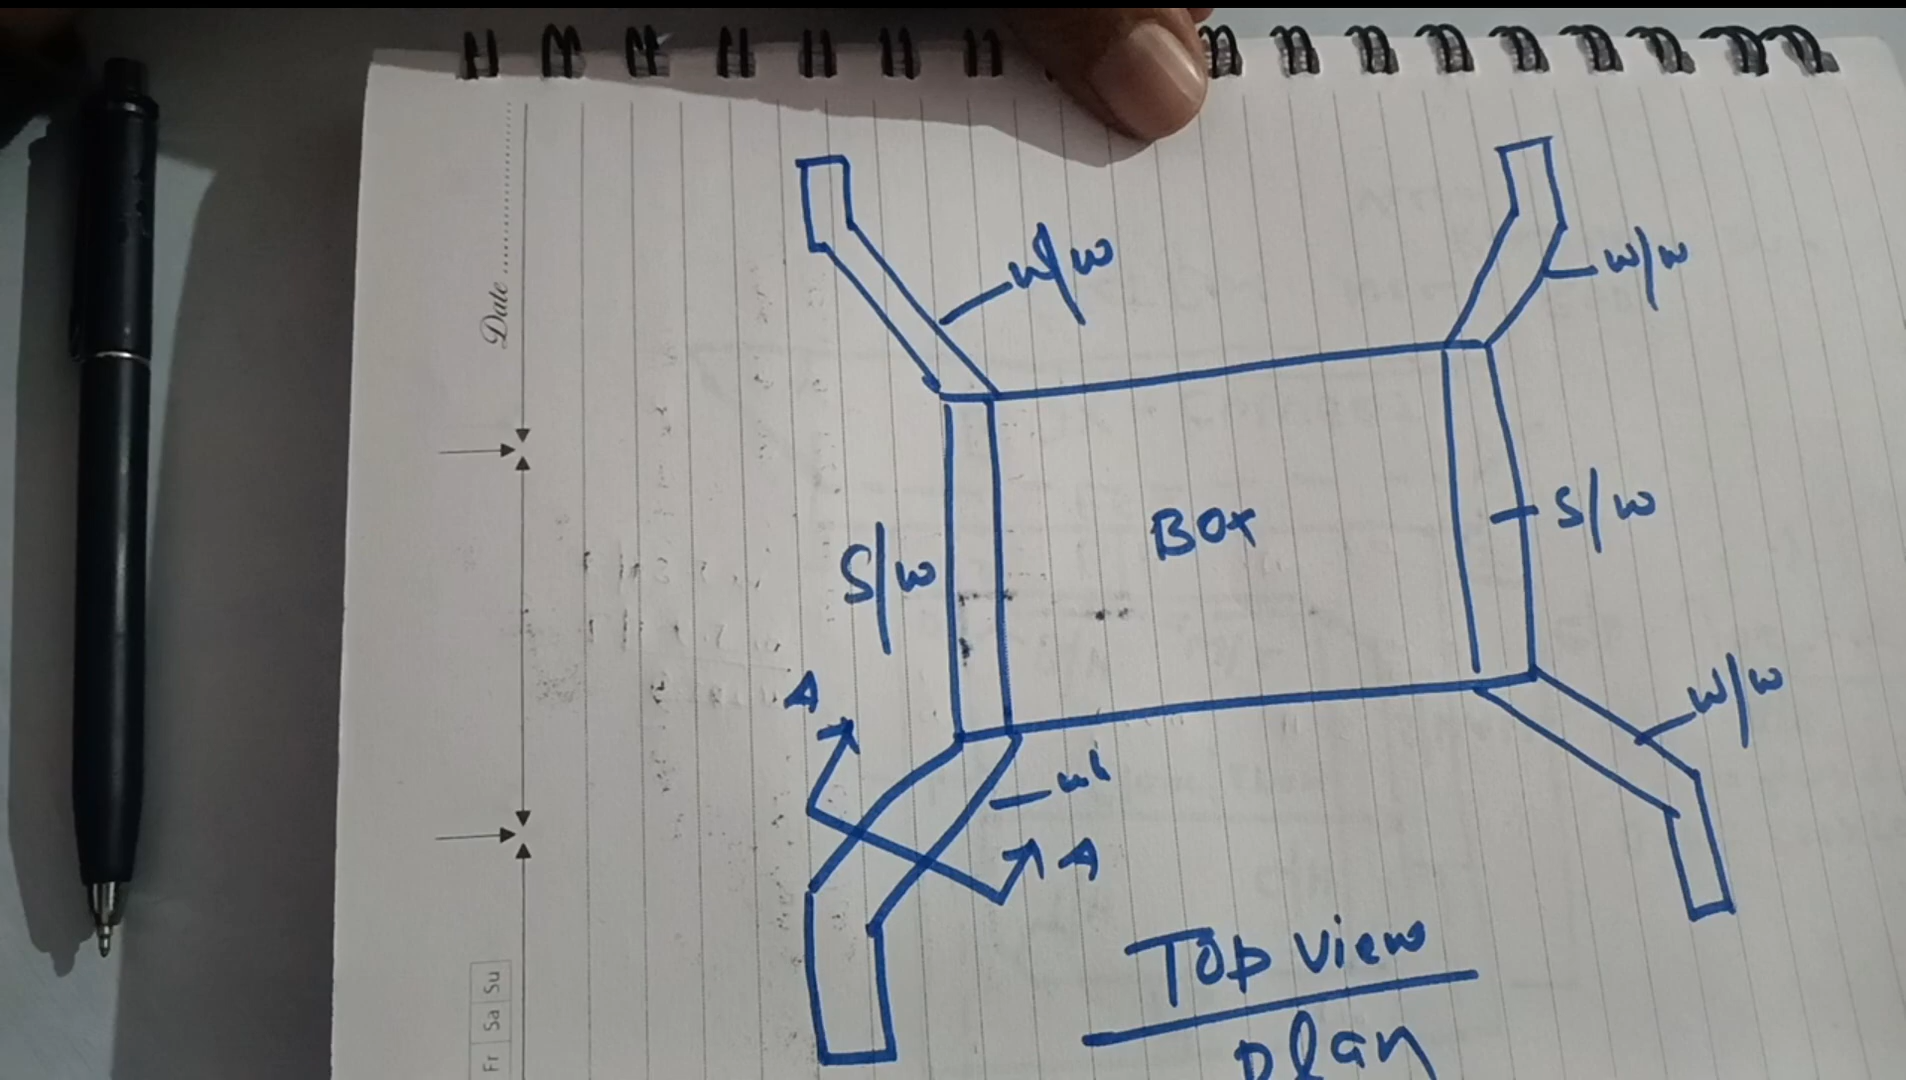 Date
W/W
W/W
S/W
BOX
S/W
A
W/W
A
Top View
Plan
Fr Sa Su